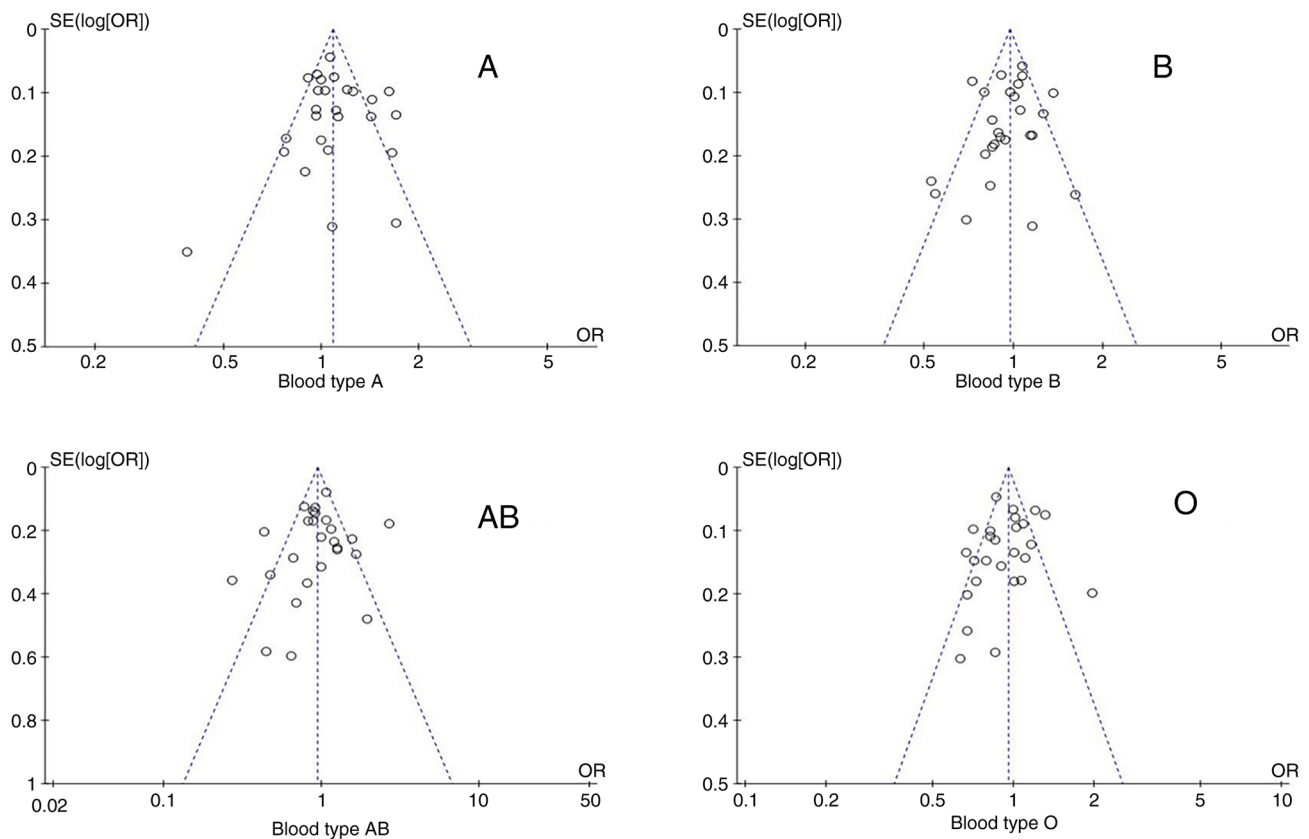 SE(log[OR])
A
0
0.1
0.2
0.3
0.4
0.5
OR
0.2 0.5 1 2 5
Blood type A
SE(log[OR])
B
0
0.1
0.2
0.3
0.4
0.5
OR
0.2 0.5 1 2 5
Blood type B
SE(log[OR])
AB
0
0.2
0.4
0.6
0.8
1
OR
0.02 0.1 1 10 50
Blood type AB
SE(log[OR])
O
0
0.1
0.2
0.3
0.4
0.5
OR
0.1 0.2 0.5 1 2 5 10
Blood type O